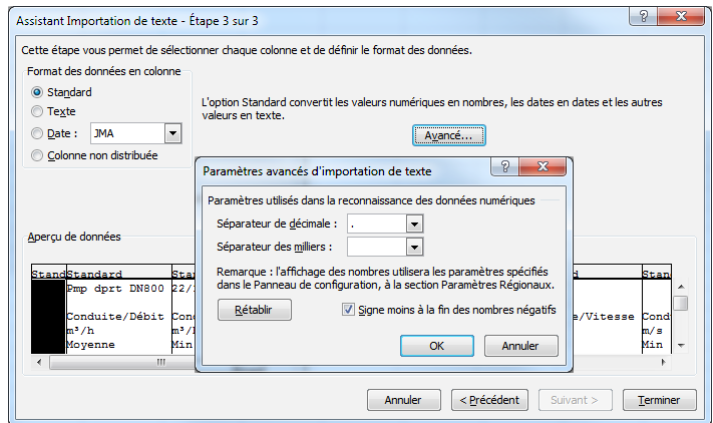 Assistant Importation de texte - Étape 3 sur 3
Cette étape vous permet de sélectionner chaque colonne et de définir le format des données.
Format des données en colonne
Standard
Texte
Date : JMA
Colonne non distribuée
L'option Standard convertit les valeurs numériques en nombres, les dates en dates et les autres
valeurs en texte.
Avancé...
Paramètres avancés d'importation de texte
Paramètres utilisés dans la reconnaissance des données numériques
Séparateur de décimale : .
Séparateur des milliers :
Remarque : l'affichage des nombres utilisera les paramètres spécifiés
dans le Panneau de configuration, à la section Paramètres Régionaux.
Rétablir
Signe moins à la fin des nombres négatifs
OK
Annuler
Aperçu de données
Stand Standard Sta Stan
Pmp dprt DN800 22/
Conduite/Débit Con e/Vitesse Cond
m³/h m³/ m/s
Moyenne Min Min
Annuler
< Précédent
Suivant >
Terminer